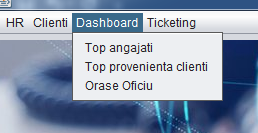 HR Clienti Dashboard Ticketing
Top angajati
Top provenienta clienti
Orase Oficiu